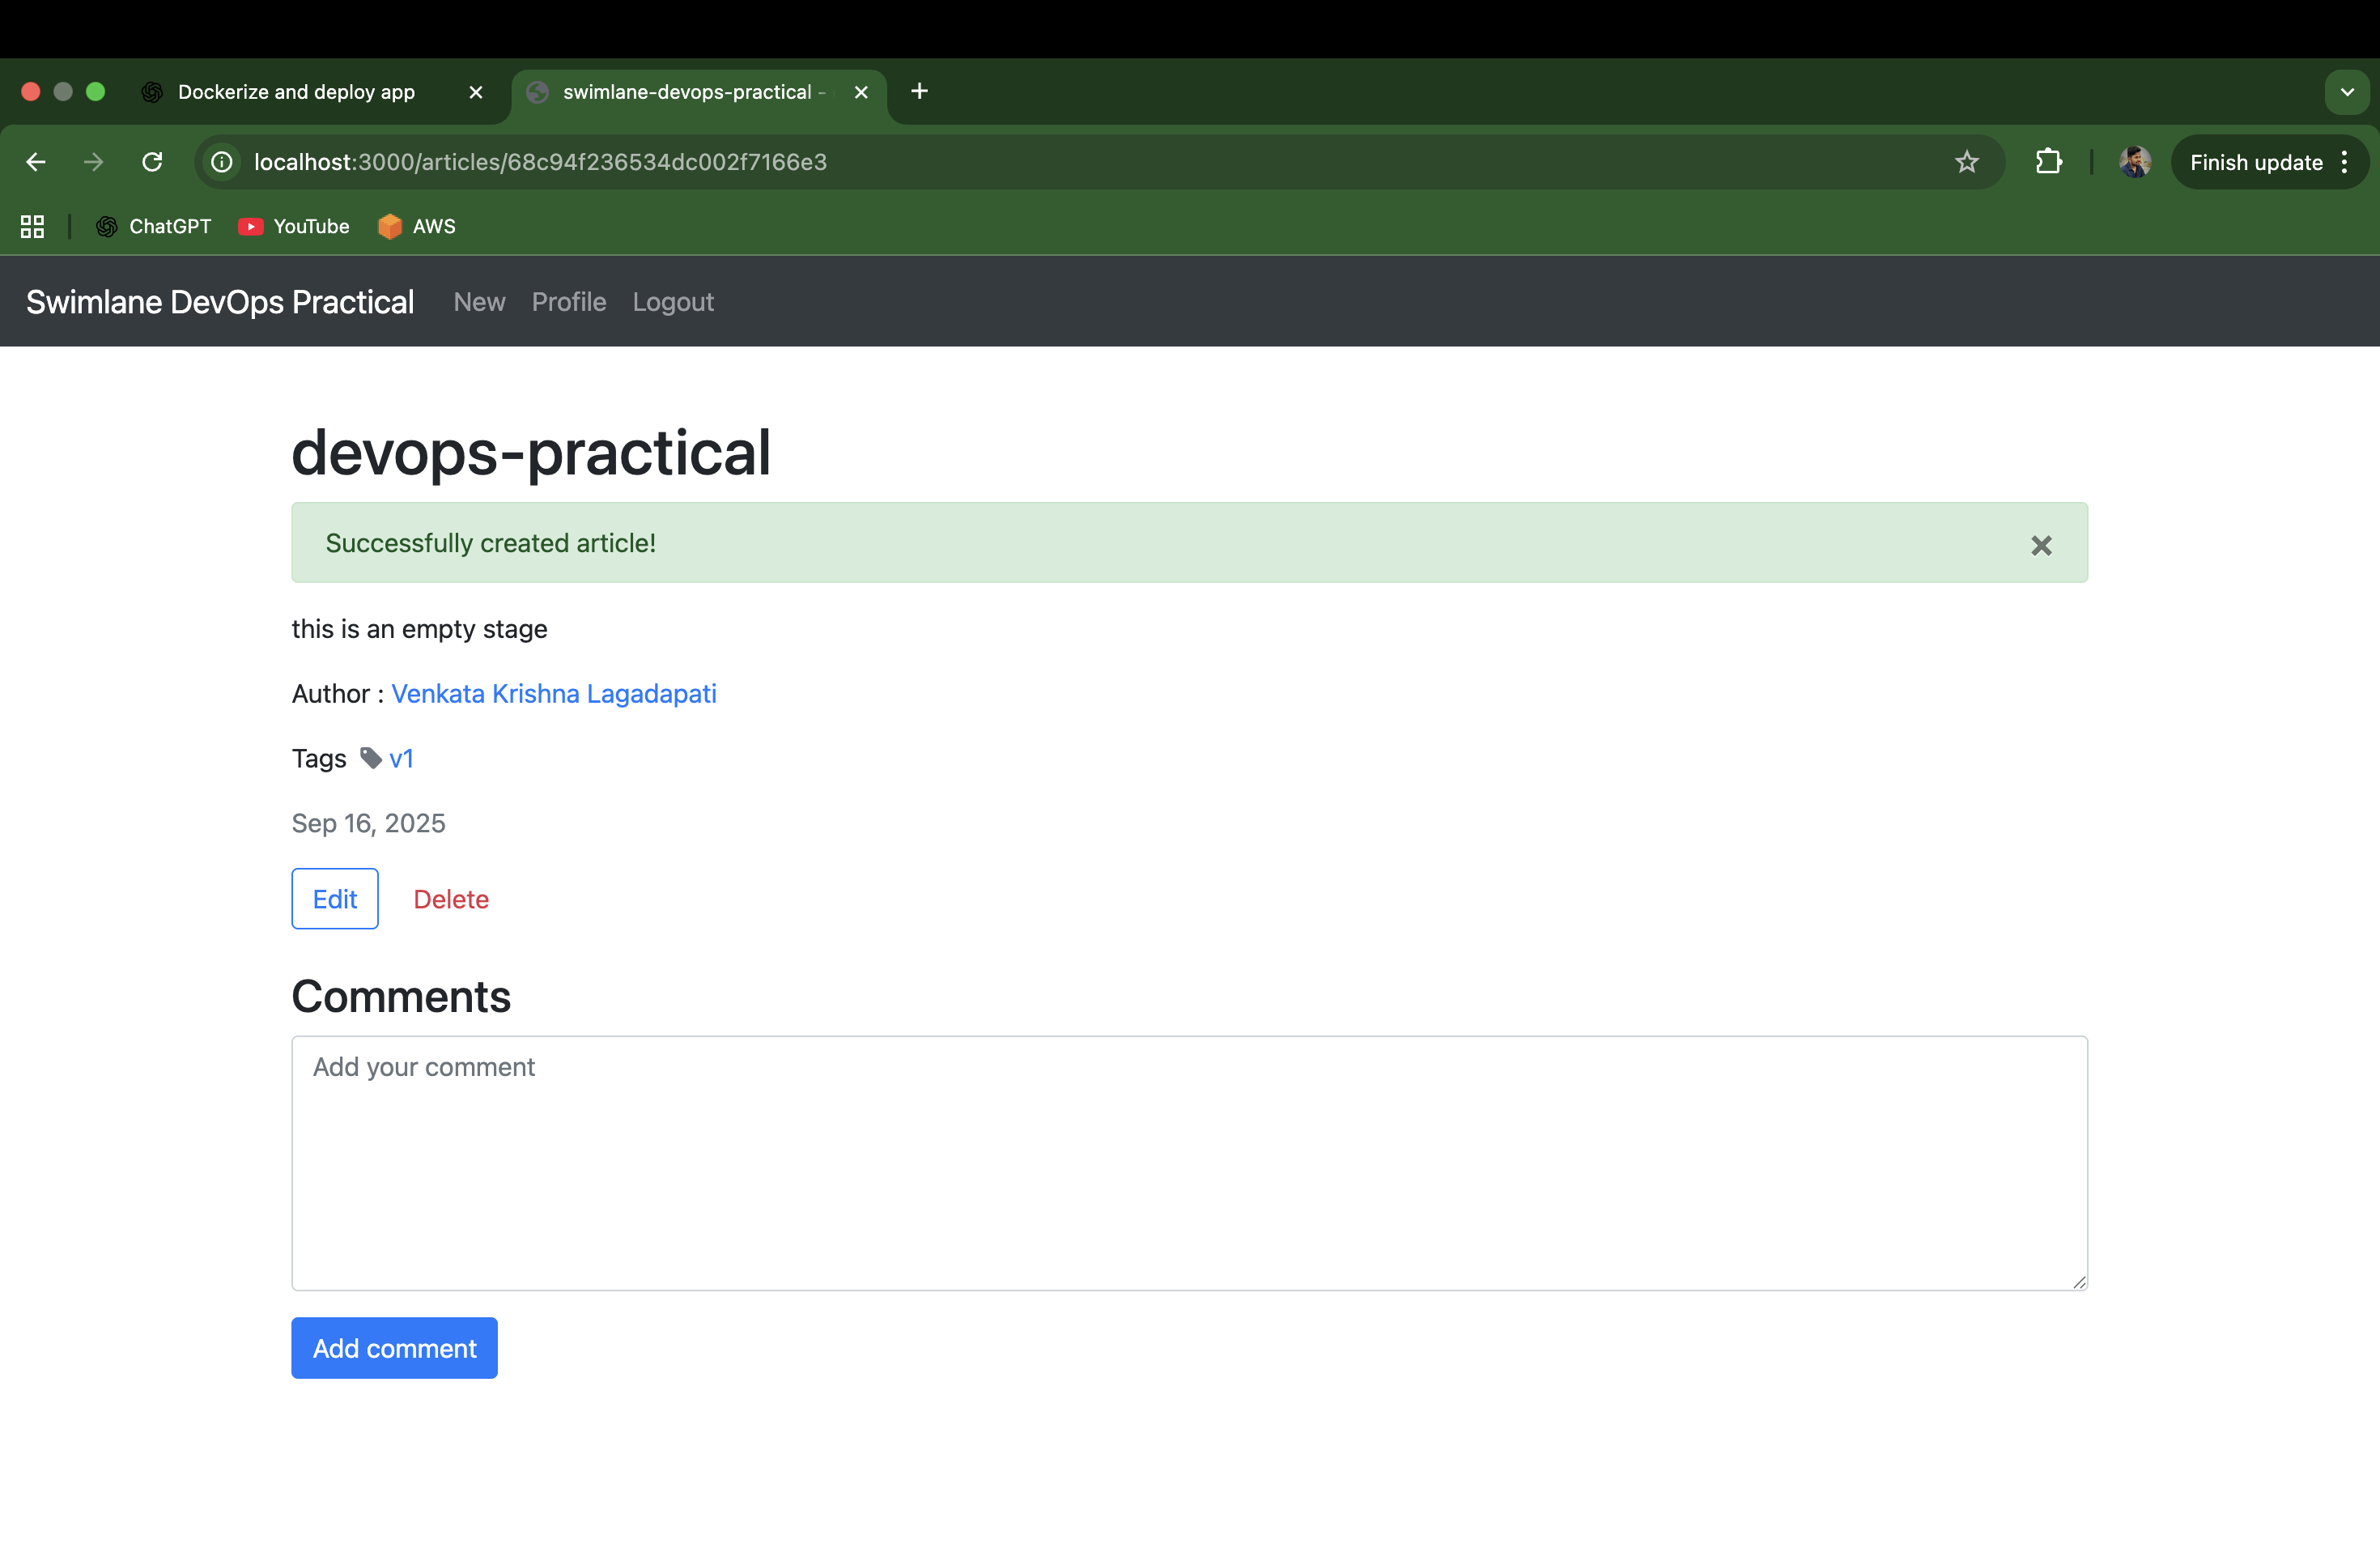 Dockerize and deploy app
swimlane-devops-practical -
localhost:3000/articles/68c94f236534dc002f7166e3
Finish update
ChatGPT YouTube AWS
Swimlane DevOps Practical New Profile Logout
devops-practical
Successfully created article!
this is an empty stage
Author : Venkata Krishna Lagadapati
Tags v1
Sep 16, 2025
Edit Delete
Comments
Add your comment
Add comment